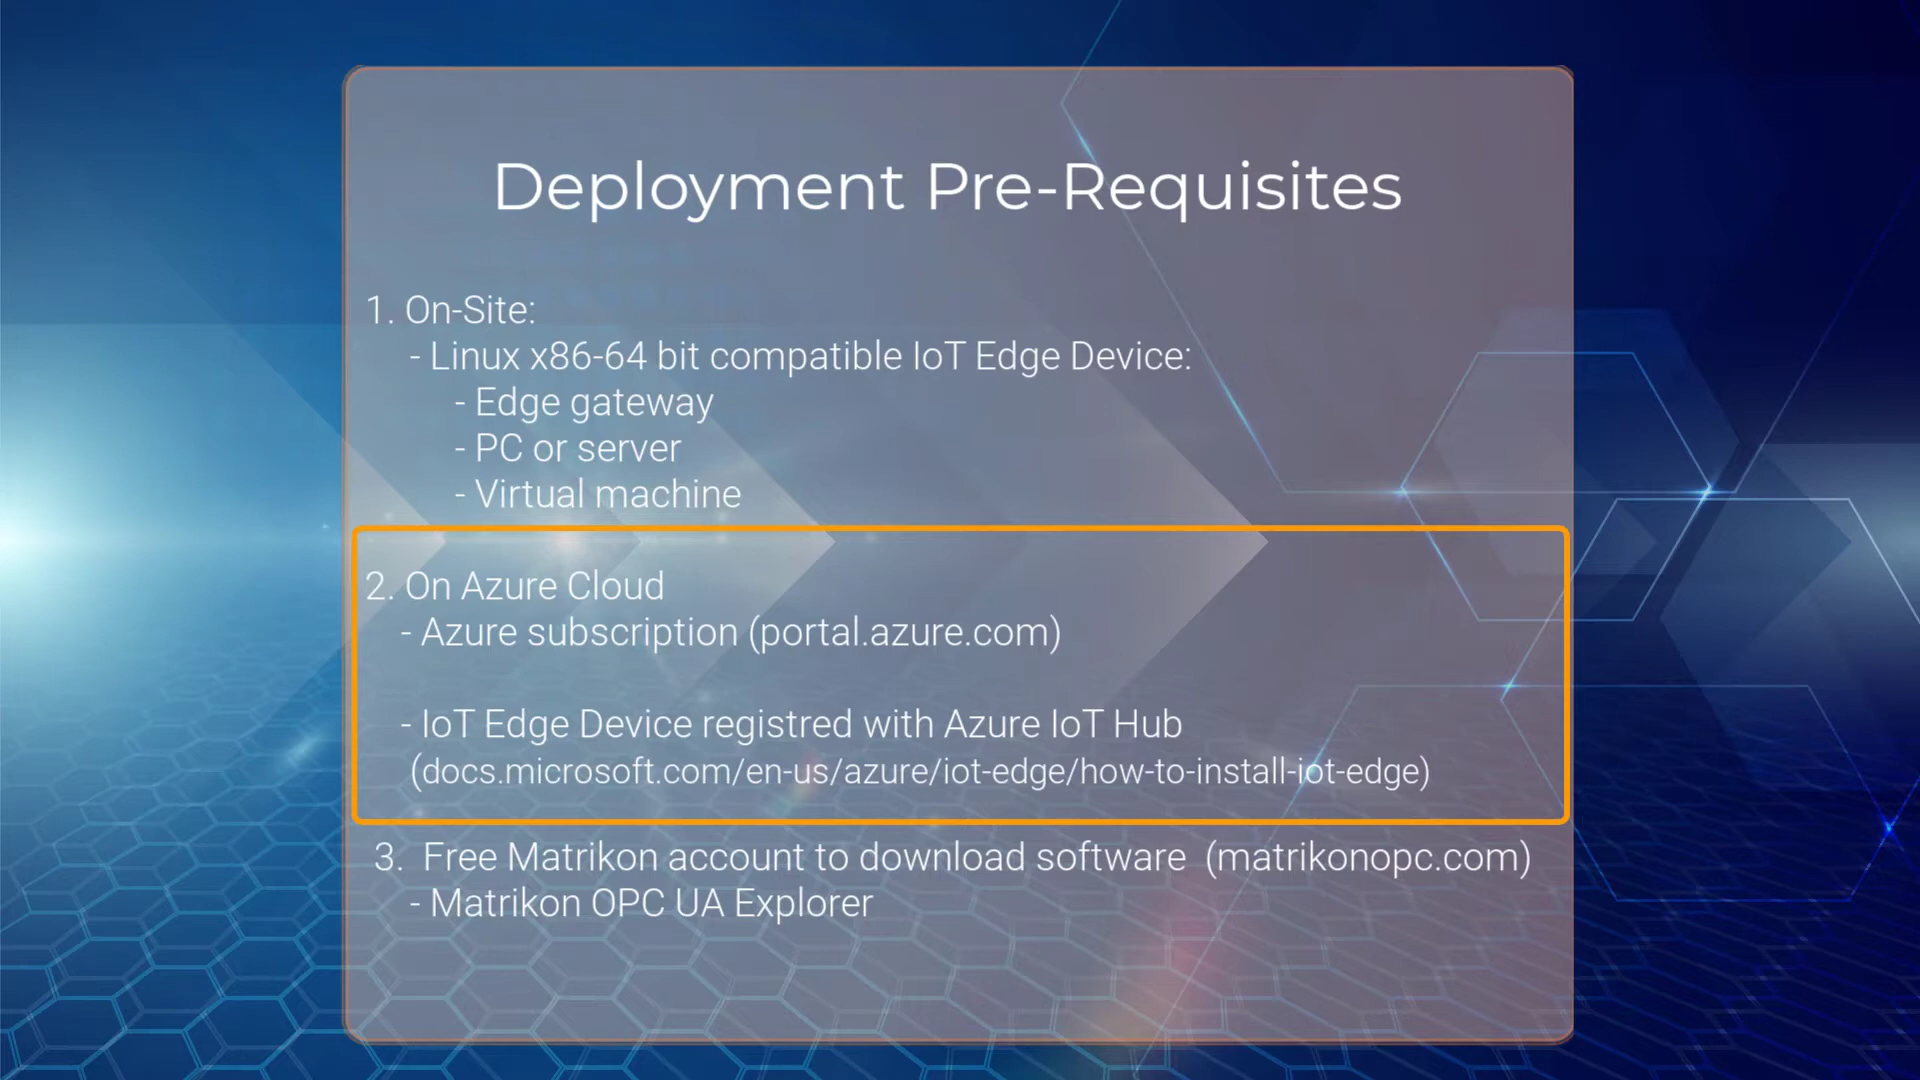 Deployment Pre-Requisites
1. On-Site:
- Linux x86-64 bit compatible IoT Edge Device:
- Edge gateway
- PC or server
- Virtual machine
2. On Azure Cloud
- Azure subscription (portal.azure.com)
- IoT Edge Device registred with Azure IoT Hub
(docs.microsoft.com/en-us/azure/iot-edge/how-to-install-iot-edge)
3. Free Matrikon account to download software (matrikonopc.com)
- Matrikon OPC UA Explorer